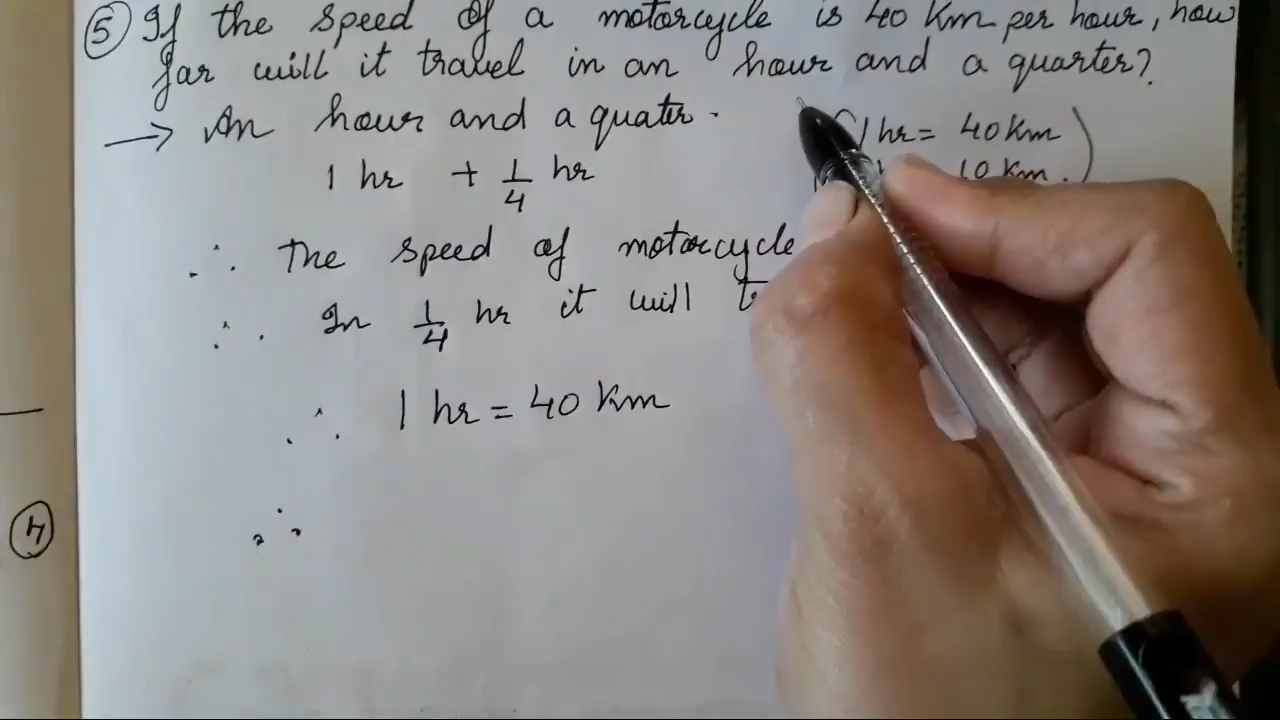 ⑤ If the speed of a motorcycle is 40 Km per hour, how
far will it travel in an hour and a quarter?
→ An hour and a quater.
(1 hr = 40 Km
10 Km.)
1 hr + 1/4 hr
∴ The speed of motorcycle
∴ In 1/4 hr it will
∴ 1 hr = 40 Km
∴
④